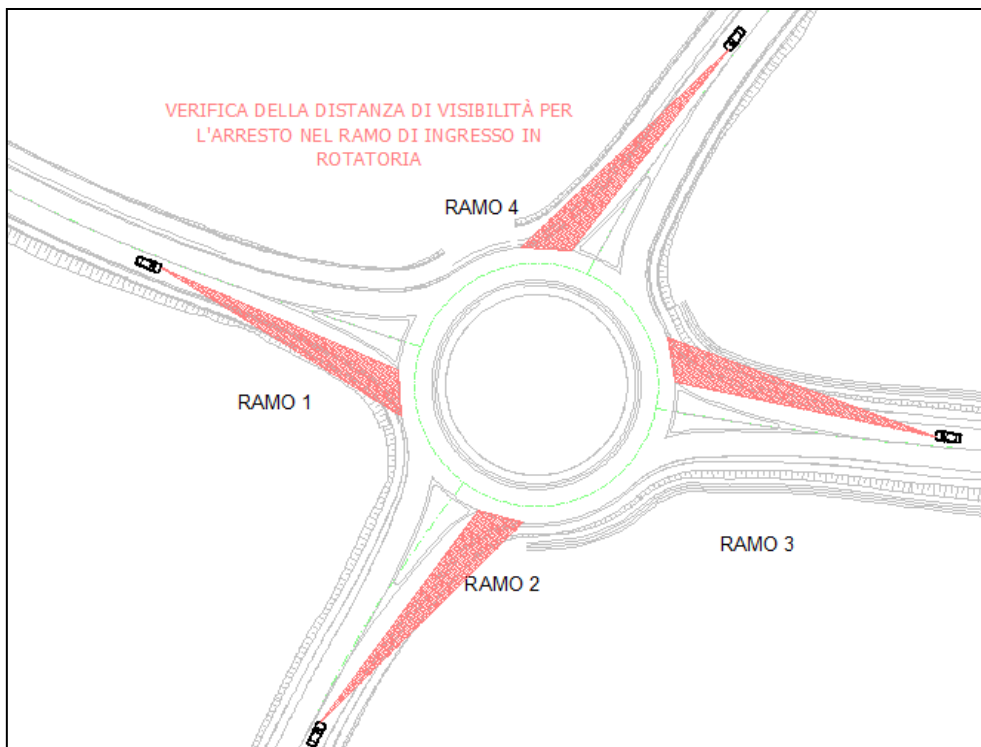 VERIFICA DELLA DISTANZA DI VISIBILITÀ PER
L'ARRESTO NEL RAMO DI INGRESSO IN
ROTATORIA
RAMO 4
RAMO 1
RAMO 3
RAMO 2